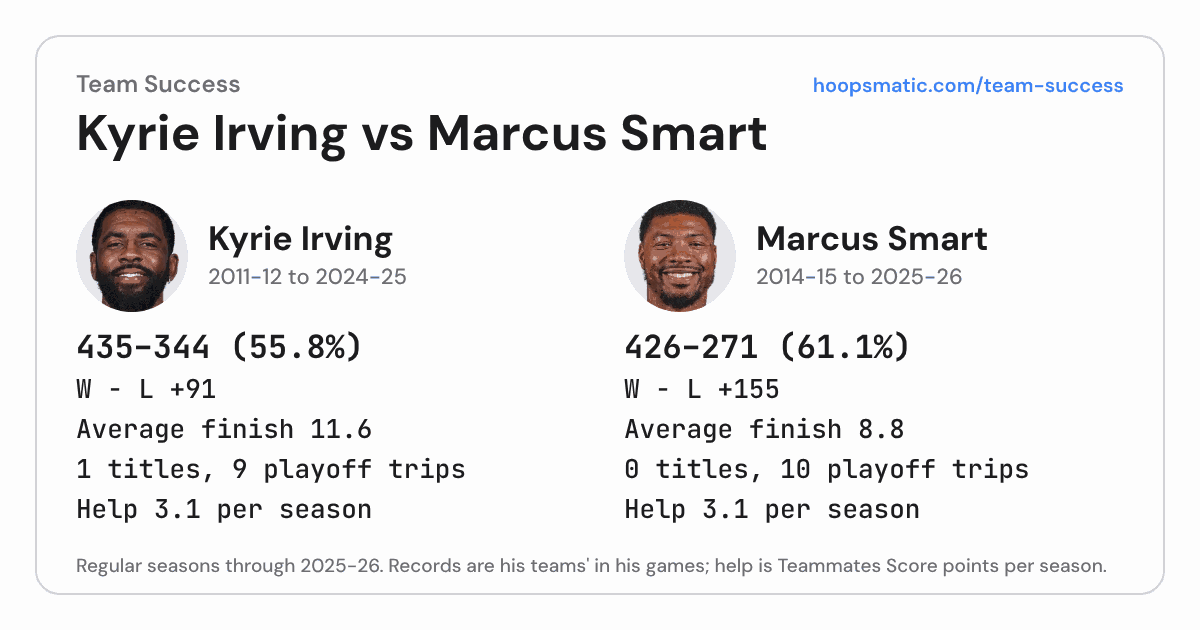 Team Success
hoopsmatic.com/team-success
Kyrie Irving vs Marcus Smart
Kyrie Irving
2011-12 to 2024-25
435-344 (55.8%)
W - L +91
Average finish 11.6
1 titles, 9 playoff trips
Help 3.1 per season
Marcus Smart
2014-15 to 2025-26
426-271 (61.1%)
W - L +155
Average finish 8.8
0 titles, 10 playoff trips
Help 3.1 per season
Regular seasons through 2025-26. Records are his teams' in his games; help is Teammates Score points per season.